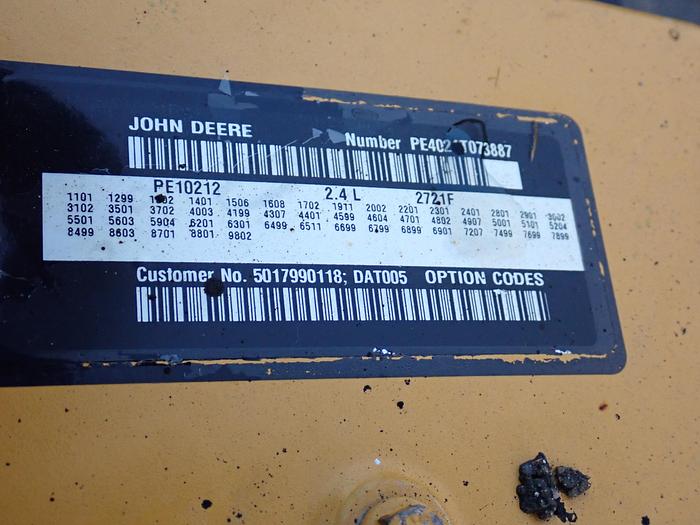 JOHN DEERE
Number
PE10212 2.4 L 2721F
1101 1299 1401 1506 1608 1702 1911 2002 2201 2301 2401 2801 2901 3002
3102 3501 3702 4003 4199 4307 4401 4599 4604 4701 4802 4907 5001 5101 5204
5501 5603 5904 6201 6301 6499 6511 6699 6799 6899 6901 7207 7499 7699 7899
8499 8603 8701 8801 9802
Customer No. 5017990118; DAT005 OPTION CODES